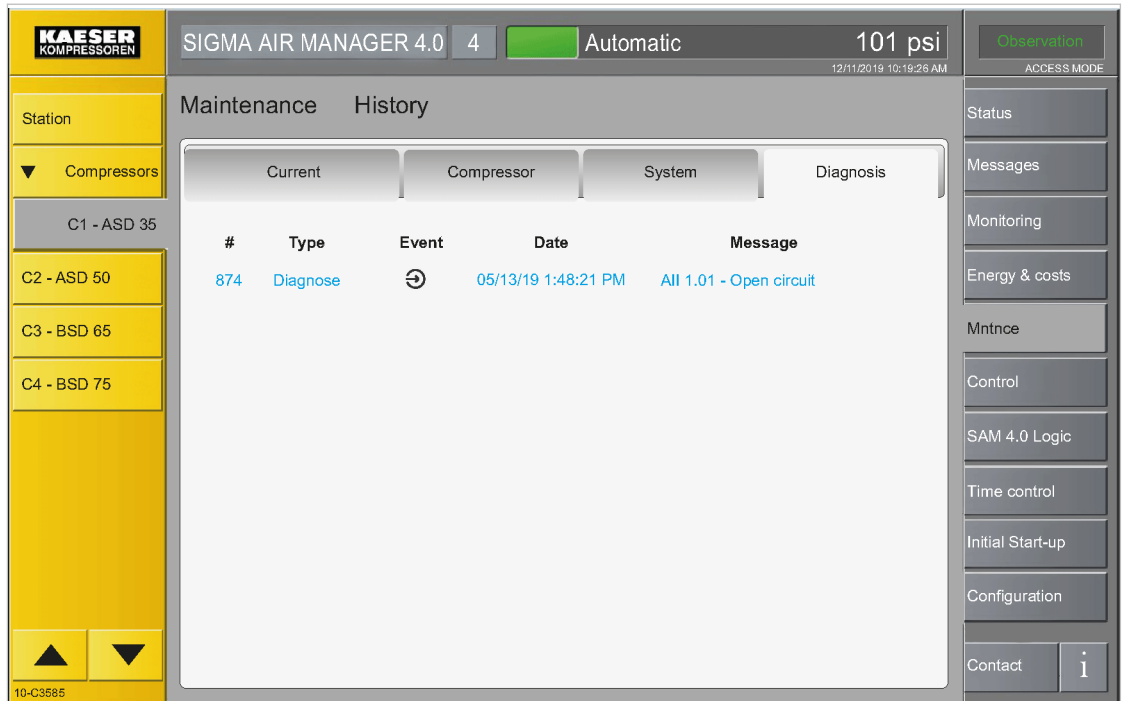 KAESER
KOMPRESSOREN
SIGMA AIR MANAGER 4.0 4 Automatic 101 psi
12/11/2019 10:19:26 AM
Observation
ACCESS MODE
Station
▼ Compressors
C1 - ASD 35
C2 - ASD 50
C3 - BSD 65
C4 - BSD 75
10-C3585
Maintenance History
Current Compressor System Diagnosis
# Type Event Date Message
874 Diagnose 05/13/19 1:48:21 PM AII 1.01 - Open circuit
Status
Messages
Monitoring
Energy & costs
Mntnce
Control
SAM 4.0 Logic
Time control
Initial Start-up
Configuration
Contact i